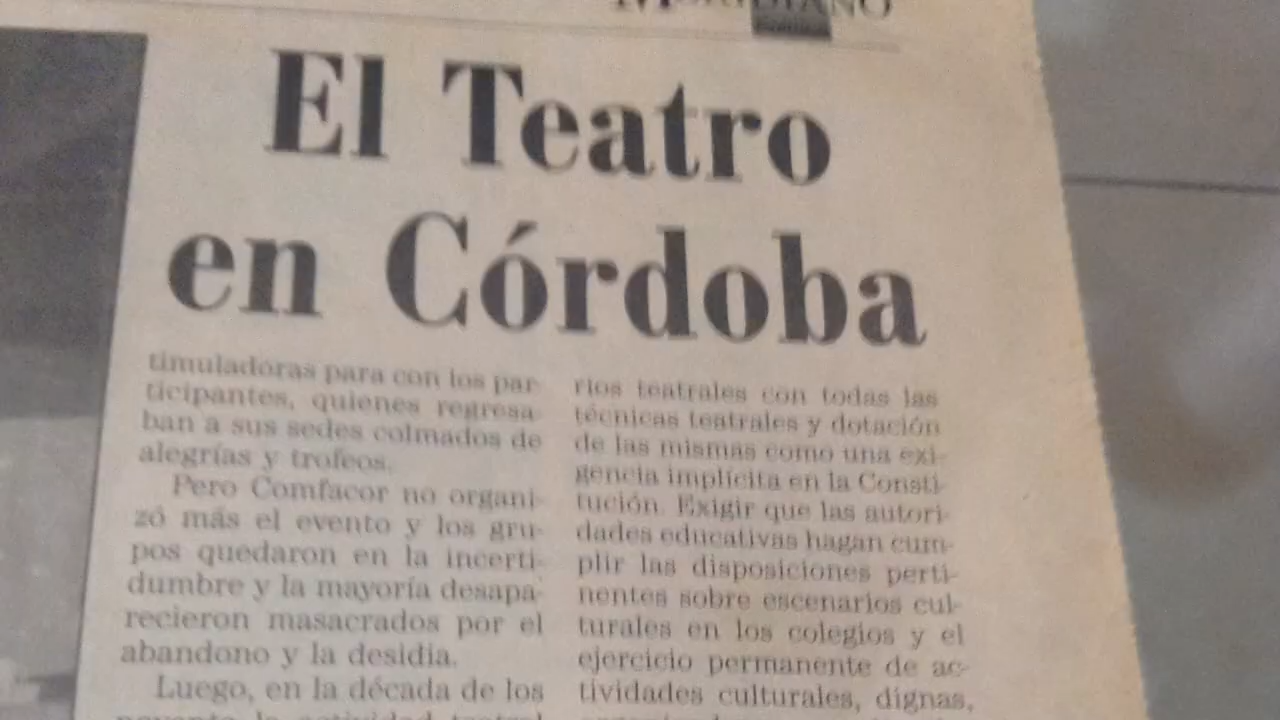 El Teatro
en Córdoba
timuladoras para con los par-
ticipantes, quienes regresa-
ban a sus sedes colmados de
alegrías y trofeos.
Pero Comfacor no organi-
zó más el evento y los gru-
pos quedaron en la incerti-
dumbre y la mayoría desapa-
recieron masacrados por el
abandono y la desidia.
Luego, en la década de los
noventa la actividad teatral
rios teatrales con todas las
técnicas teatrales y dotación
de las mismas como una exi-
gencia implícita en la Consti-
tución. Exigir que las autori-
dades educativas hagan cum-
plir las disposiciones perti-
nentes sobre escenarios cul-
turales en los colegios y el
ejercicio permanente de ac-
tividades culturales, dignas,